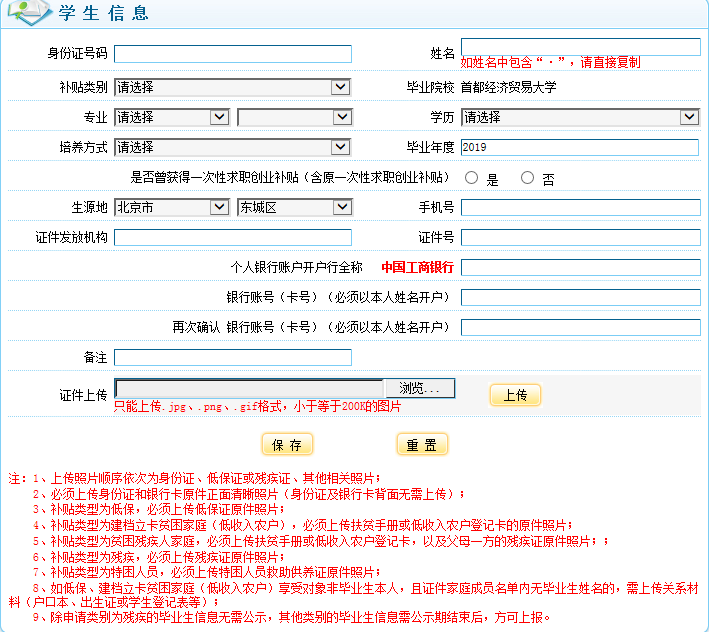 学生信息
身份证号码 姓名
如姓名中包含“·”，请直接复制
补贴类别 请选择 毕业院校 首都经济贸易大学
专业 请选择 学历 请选择
培养方式 请选择 毕业年度 2019
是否曾获得一次性求职创业补贴（含原一次性求职创业补贴） 是 否
生源地 北京市 东城区 手机号
证件发放机构 证件号
个人银行账户开户行全称 中国工商银行
银行账号（卡号）（必须以本人姓名开户）
再次确认 银行账号（卡号）（必须以本人姓名开户）
备注
证件上传 浏览... 上传
只能上传.jpg、.png、.gif格式，小于等于200K的图片
保存 重置
注：1、上传照片顺序依次为身份证、低保证或残疾证、其他相关照片；
2、必须上传身份证和银行卡原件正面清晰照片（身份证及银行卡背面无需上传）；
3、补贴类型为低保，必须上传低保证原件照片；
4、补贴类型为建档立卡贫困家庭（低收入农户），必须上传扶贫手册或低收入农户登记卡的原件照片；
5、补贴类型为贫困残疾人家庭，必须上传扶贫手册或低收入农户登记卡，以及父母一方的残疾证原件照片；；
6、补贴类型为残疾，必须上传残疾证原件照片；
7、补贴类型为特困人员，必须上传特困人员救助供养证原件照片；
8、如低保、建档立卡贫困家庭（低收入农户）享受对象非毕业生本人，且证件家庭成员名单内无毕业生姓名的，需上传关系材
料（户口本、出生证或学生登记表等）；
9、除申请类别为残疾的毕业生信息无需公示，其他类别的毕业生信息需公示期结束后，方可上报。